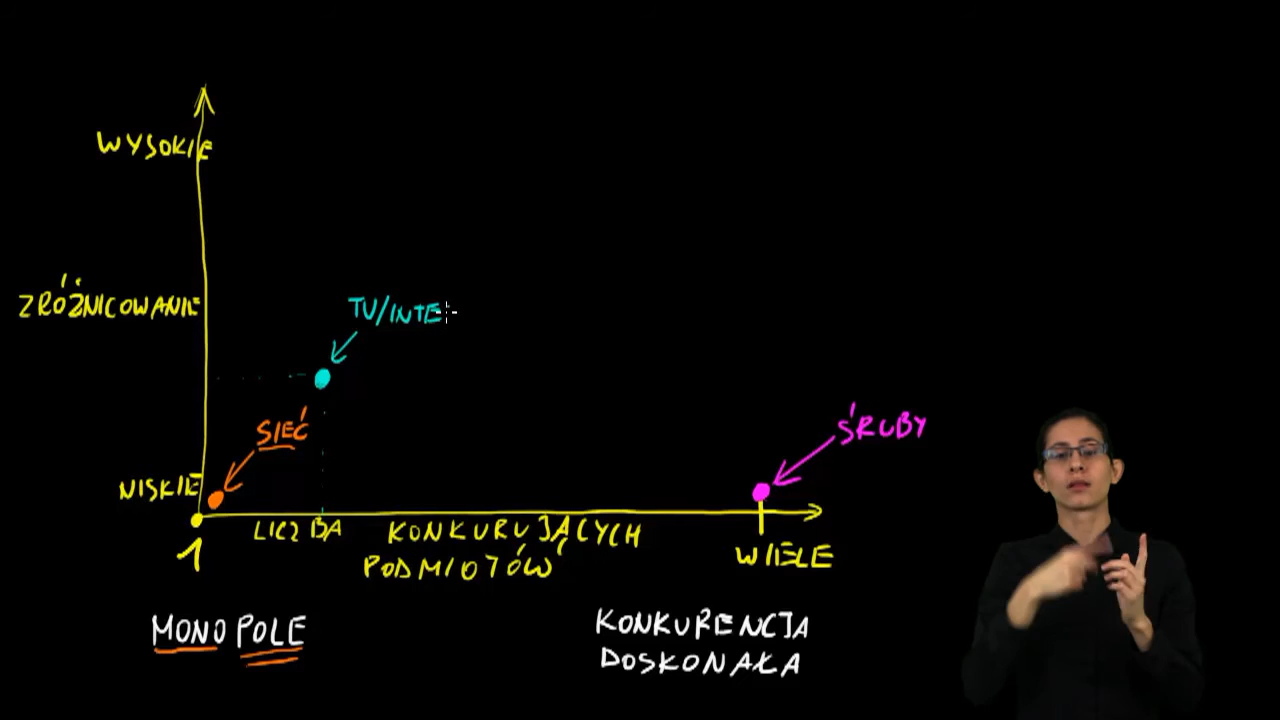 WYSOKIE
ZRÓŻNICOWANIE
TV/INTE
SIEĆ
ŚRUBY
NISKIE
LICZBA KONKURUJĄCYCH
PODMIOTÓW
1
WIELE
MONOPOLE
KONKURENCJA
DOSKONAŁA